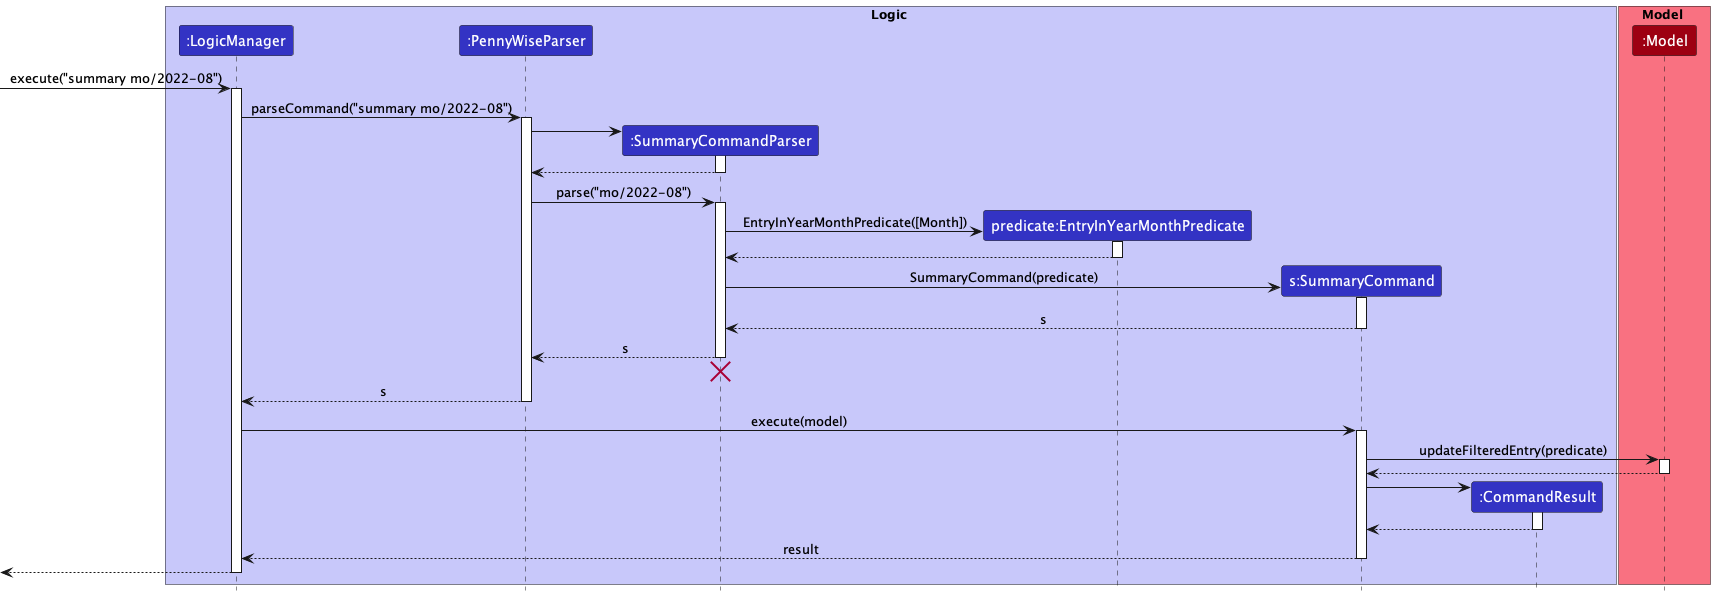 Logic
Model
:LogicManager
:PennyWiseParser
:Model
execute("summary mo/2022-08")
parseCommand("summary mo/2022-08")
:SummaryCommandParser
parse("mo/2022-08")
EntryInYearMonthPredicate([Month])
predicate:EntryInYearMonthPredicate
SummaryCommand(predicate)
s:SummaryCommand
s
s
s
execute(model)
updateFilteredEntry(predicate)
:CommandResult
result